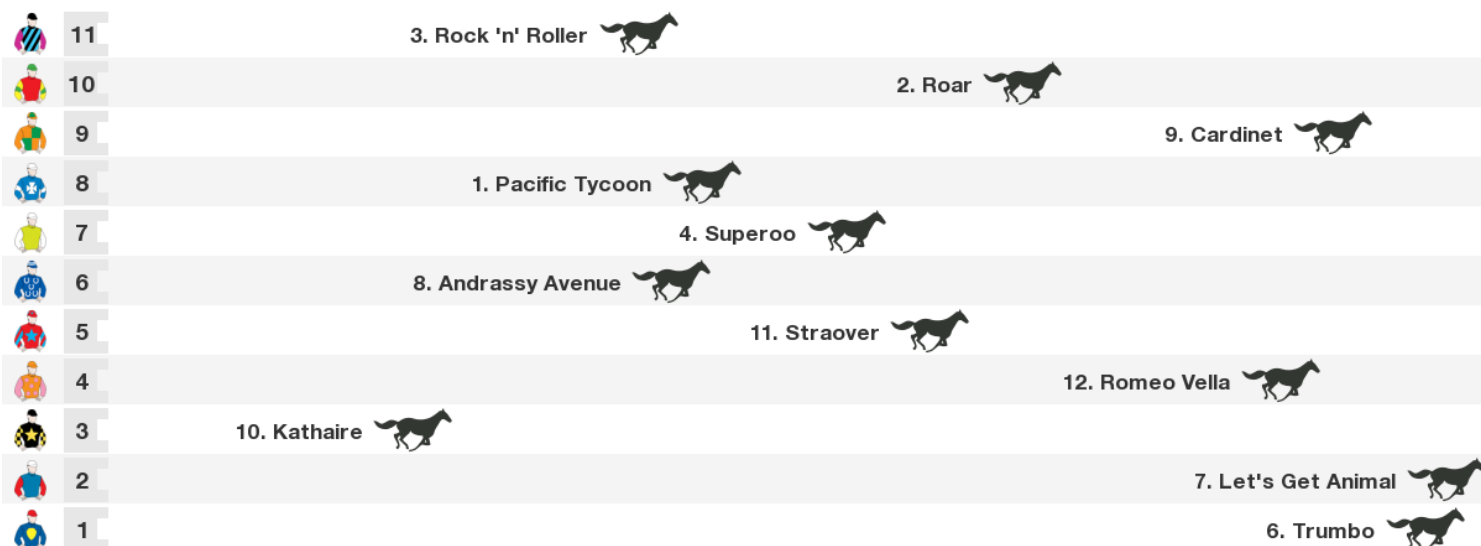 11 3. Rock 'n' Roller
10 2. Roar
9 9. Cardinet
8 1. Pacific Tycoon
7 4. Superoo
6 8. Andrassy Avenue
5 11. Straover
4 12. Romeo Vella
3 10. Kathaire
2 7. Let's Get Animal
1 6. Trumbo